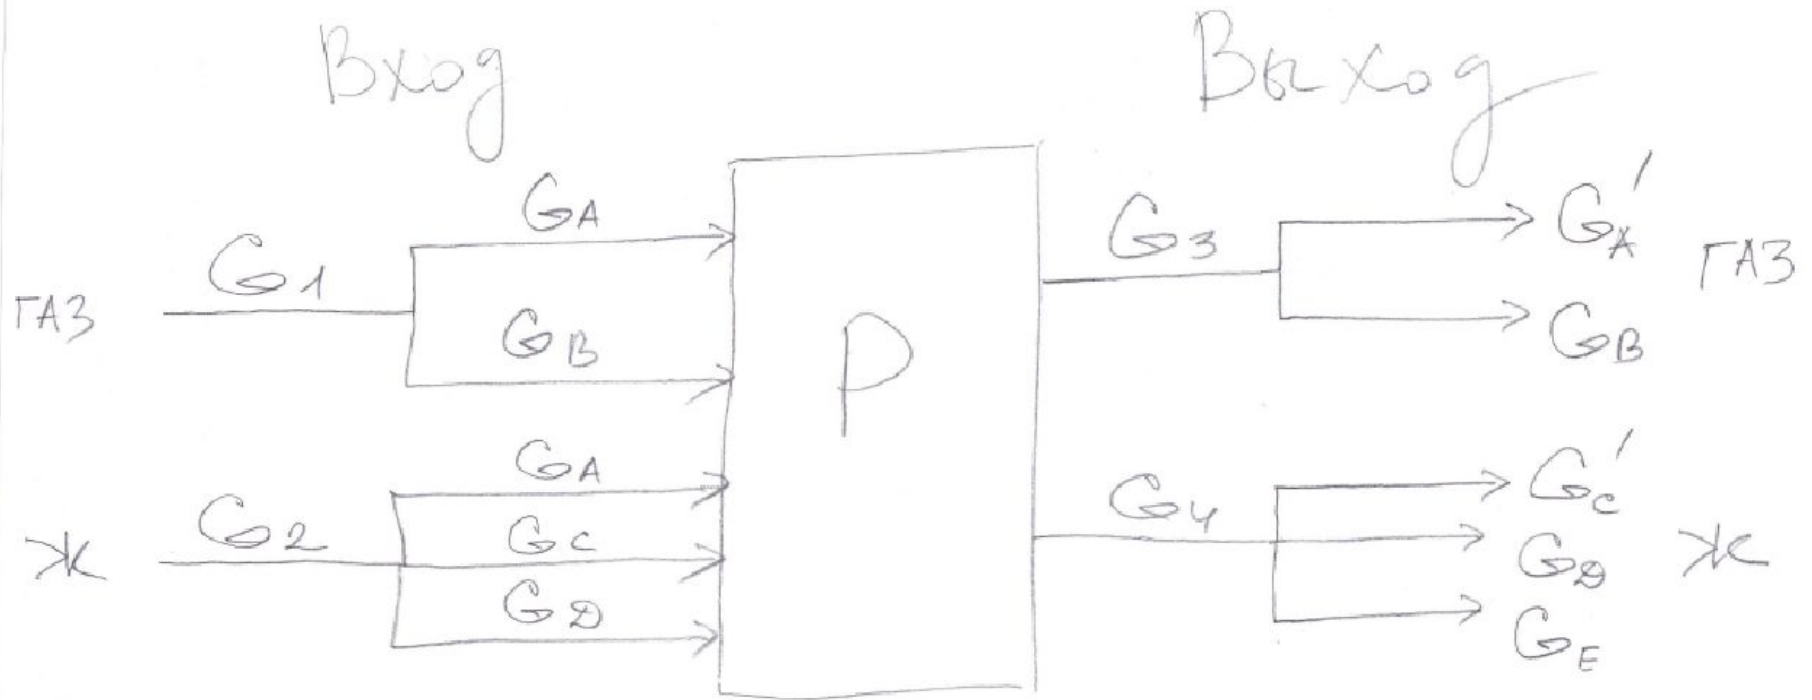 Вход Выход
G_A G_3 G_A'
G_1 ГАЗ
ГАЗ G_B P G_B
G_A G_4 G_C'
G_2 G_C G_D Ж
Ж G_D G_E